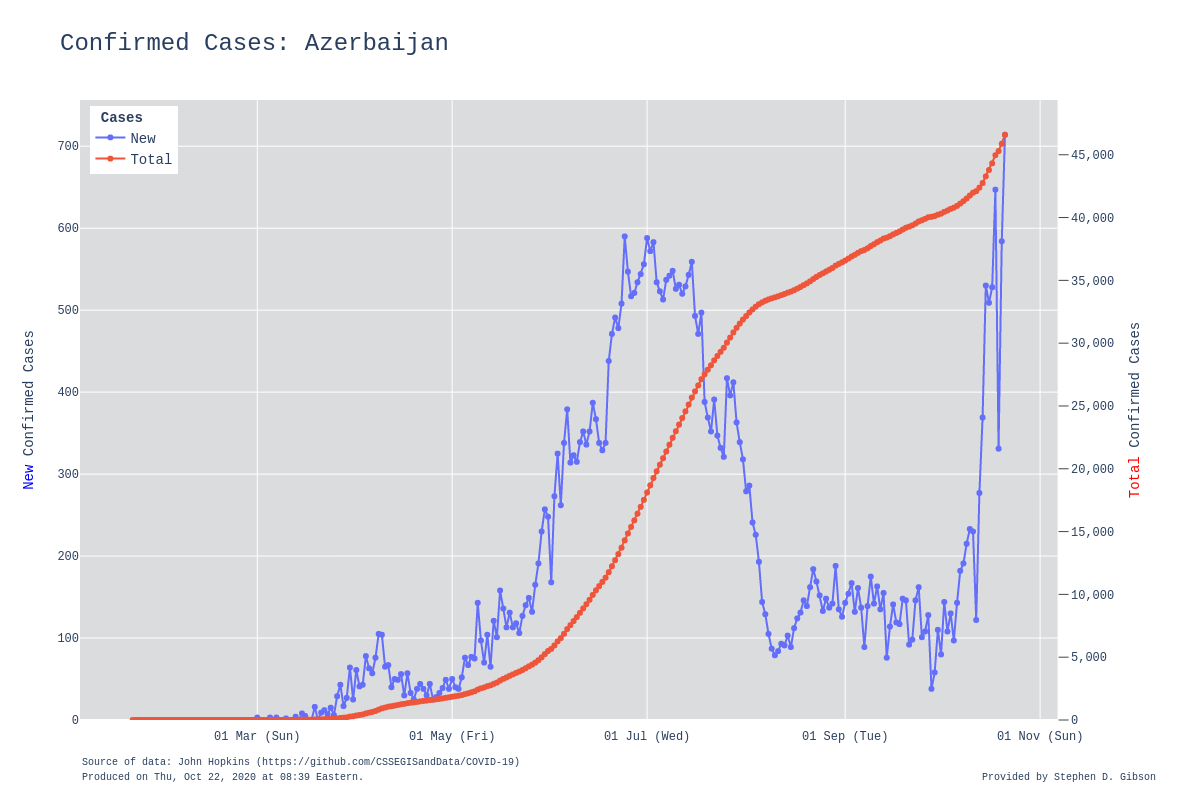 Confirmed Cases: Azerbaijan
Cases
New
Total
700
600
500
400
300
200
100
0
New Confirmed Cases
45,000
40,000
35,000
30,000
25,000
20,000
15,000
10,000
5,000
0
Total Confirmed Cases
01 Mar (Sun)
01 May (Fri)
01 Jul (Wed)
01 Sep (Tue)
01 Nov (Sun)
Source of data: John Hopkins (https://github.com/CSSEGISandData/COVID-19)
Produced on Thu, Oct 22, 2020 at 08:39 Eastern.
Provided by Stephen D. Gibson